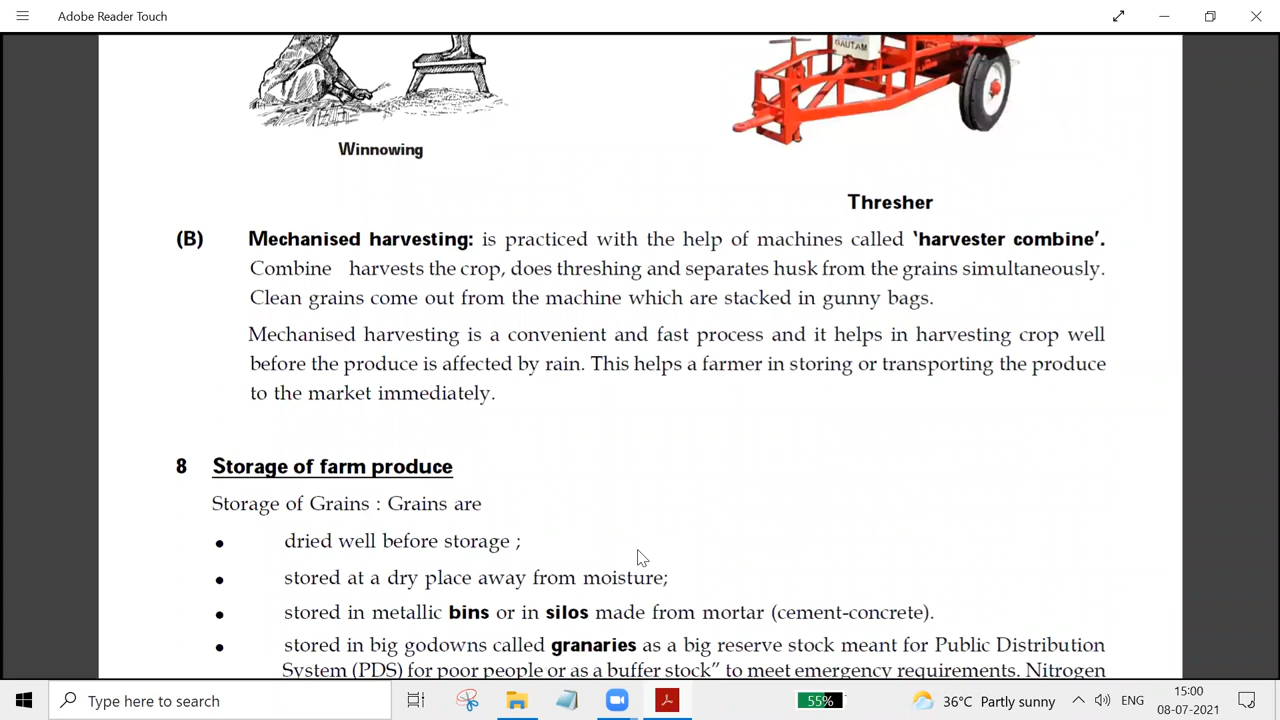 Adobe Reader Touch
GAUTAM
Winnowing
Thresher
(B) Mechanised harvesting: is practiced with the help of machines called ‛harvester combine’.
Combine harvests the crop, does threshing and separates husk from the grains simultaneously.
Clean grains come out from the machine which are stacked in gunny bags.
Mechanised harvesting is a convenient and fast process and it helps in harvesting crop well
before the produce is affected by rain. This helps a farmer in storing or transporting the produce
to the market immediately.
8 Storage of farm produce
Storage of Grains : Grains are
• dried well before storage ;
• stored at a dry place away from moisture;
• stored in metallic bins or in silos made from mortar (cement-concrete).
• stored in big godowns called granaries as a big reserve stock meant for Public Distribution
System (PDS) for poor people or as a buffer stock” to meet emergency requirements. Nitrogen
Type here to search
55%
36°C Partly sunny
ENG
15:00
08-07-2021